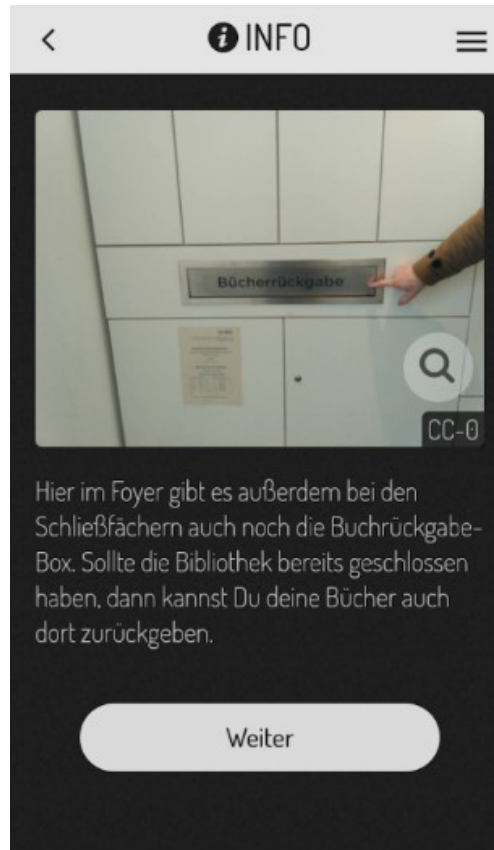 INFO
Bücherrückgabe
CC-0
Hier im Foyer gibt es außerdem bei den
Schließfächern auch noch die Buchrückgabe-
Box. Sollte die Bibliothek bereits geschlossen
haben, dann kannst Du deine Bücher auch
dort zurückgeben.
Weiter